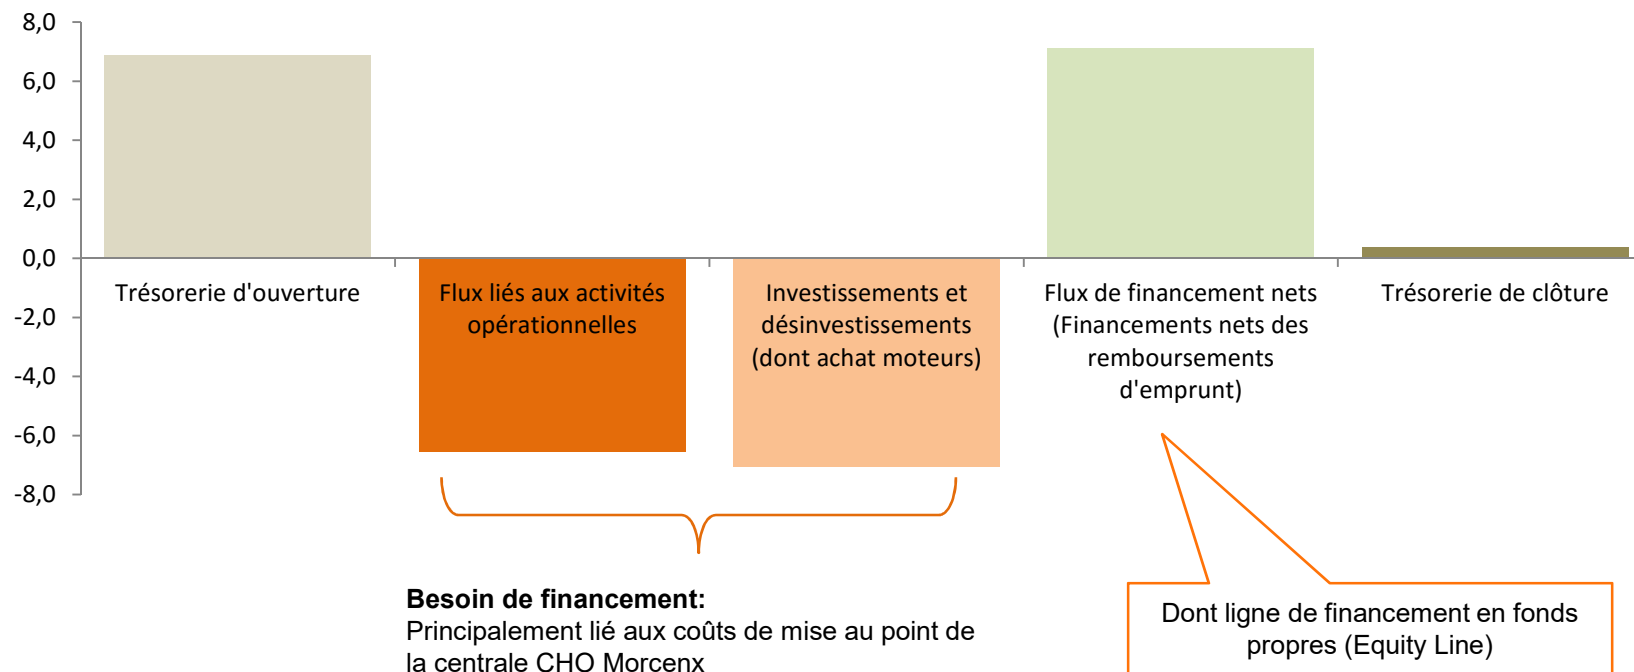 8,0
6,0
4,0
2,0
0,0
-2,0
-4,0
-6,0
-8,0
Trésorerie d'ouverture
Flux liés aux activités
opérationnelles
Investissements et
désinvestissements
(dont achat moteurs)
Flux de financement nets
(Financements nets des
remboursements
d'emprunt)
Trésorerie de clôture
Besoin de financement:
Principalement lié aux coûts de mise au point de
la centrale CHO Morcenx
Dont ligne de financement en fonds
propres (Equity Line)